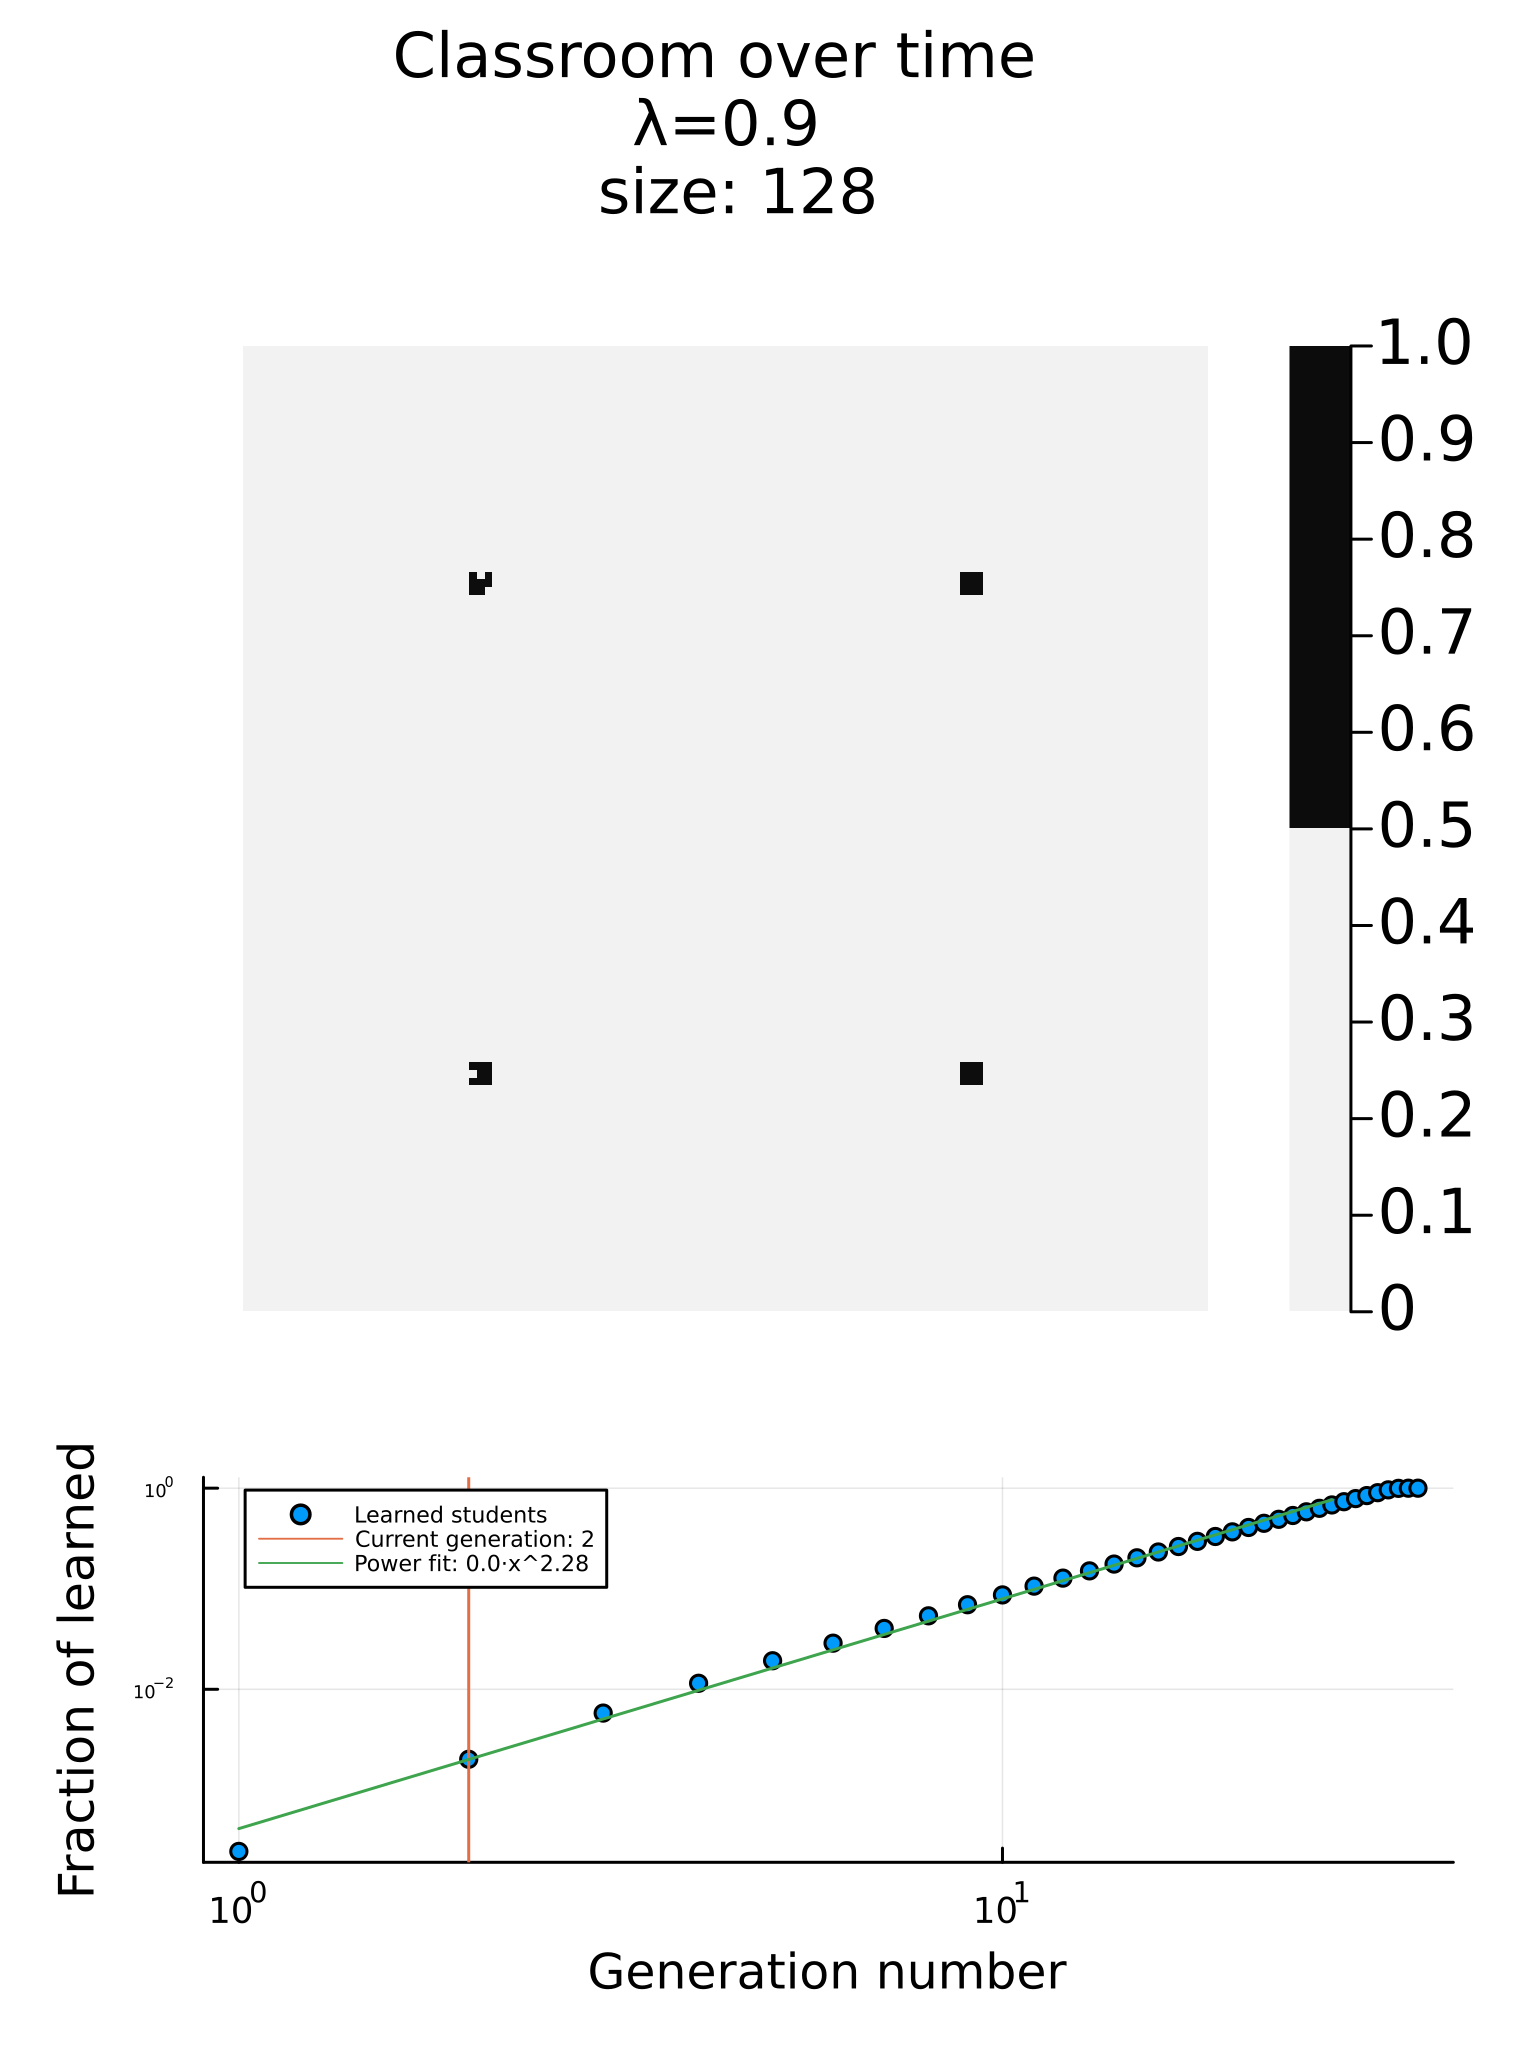 Classroom over time
λ=0.9
size: 128
1.0
0.9
0.8
0.7
0.6
0.5
0.4
0.3
0.2
0.1
0
Fraction of learned
10^0
10^−2
Learned students
Current generation: 2
Power fit: 0.0·x^2.28
10^0
10^1
Generation number